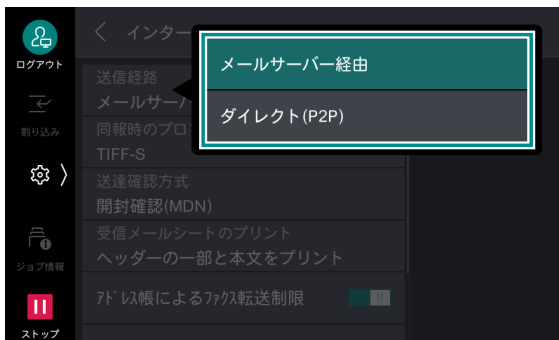 ログアウト
割り込み
ジョブ情報
ストップ
インター
メールサーバー経由
ダイレクト(P2P)
送信経路
メールサーバ
同報時のプロ
TIFF-S
送達確認方式
開封確認(MDN)
受信メールシートのプリント
ヘッダーの一部と本文をプリント
ｱﾄﾞﾚｽ帳によるﾌｧｸｽ転送制限